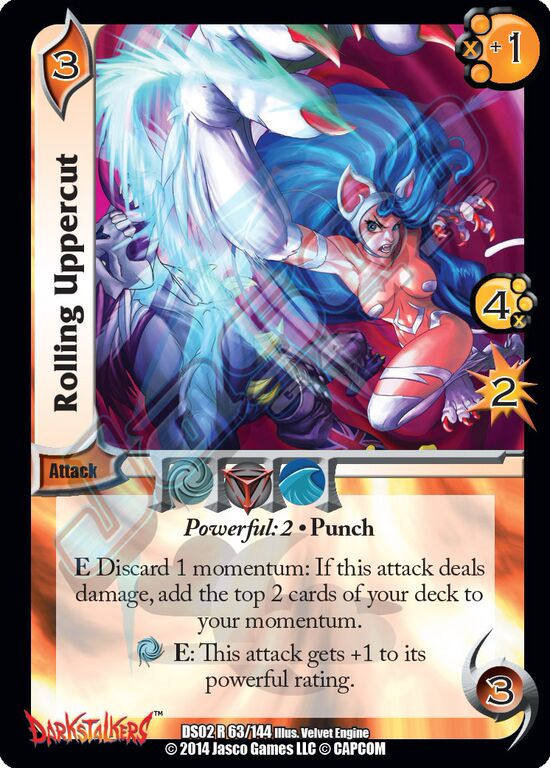 3
X + 1
Rolling Uppercut
4
X
2
Attack
Powerful: 2 • Punch
E Discard 1 momentum: If this attack deals
damage, add the top 2 cards of your deck to
your momentum.
E: This attack gets +1 to its
powerful rating.
3
DARKSTALKERS™
DS02 R 63/144 Illus. Velvet Engine
© 2014 Jasco Games LLC © CAPCOM